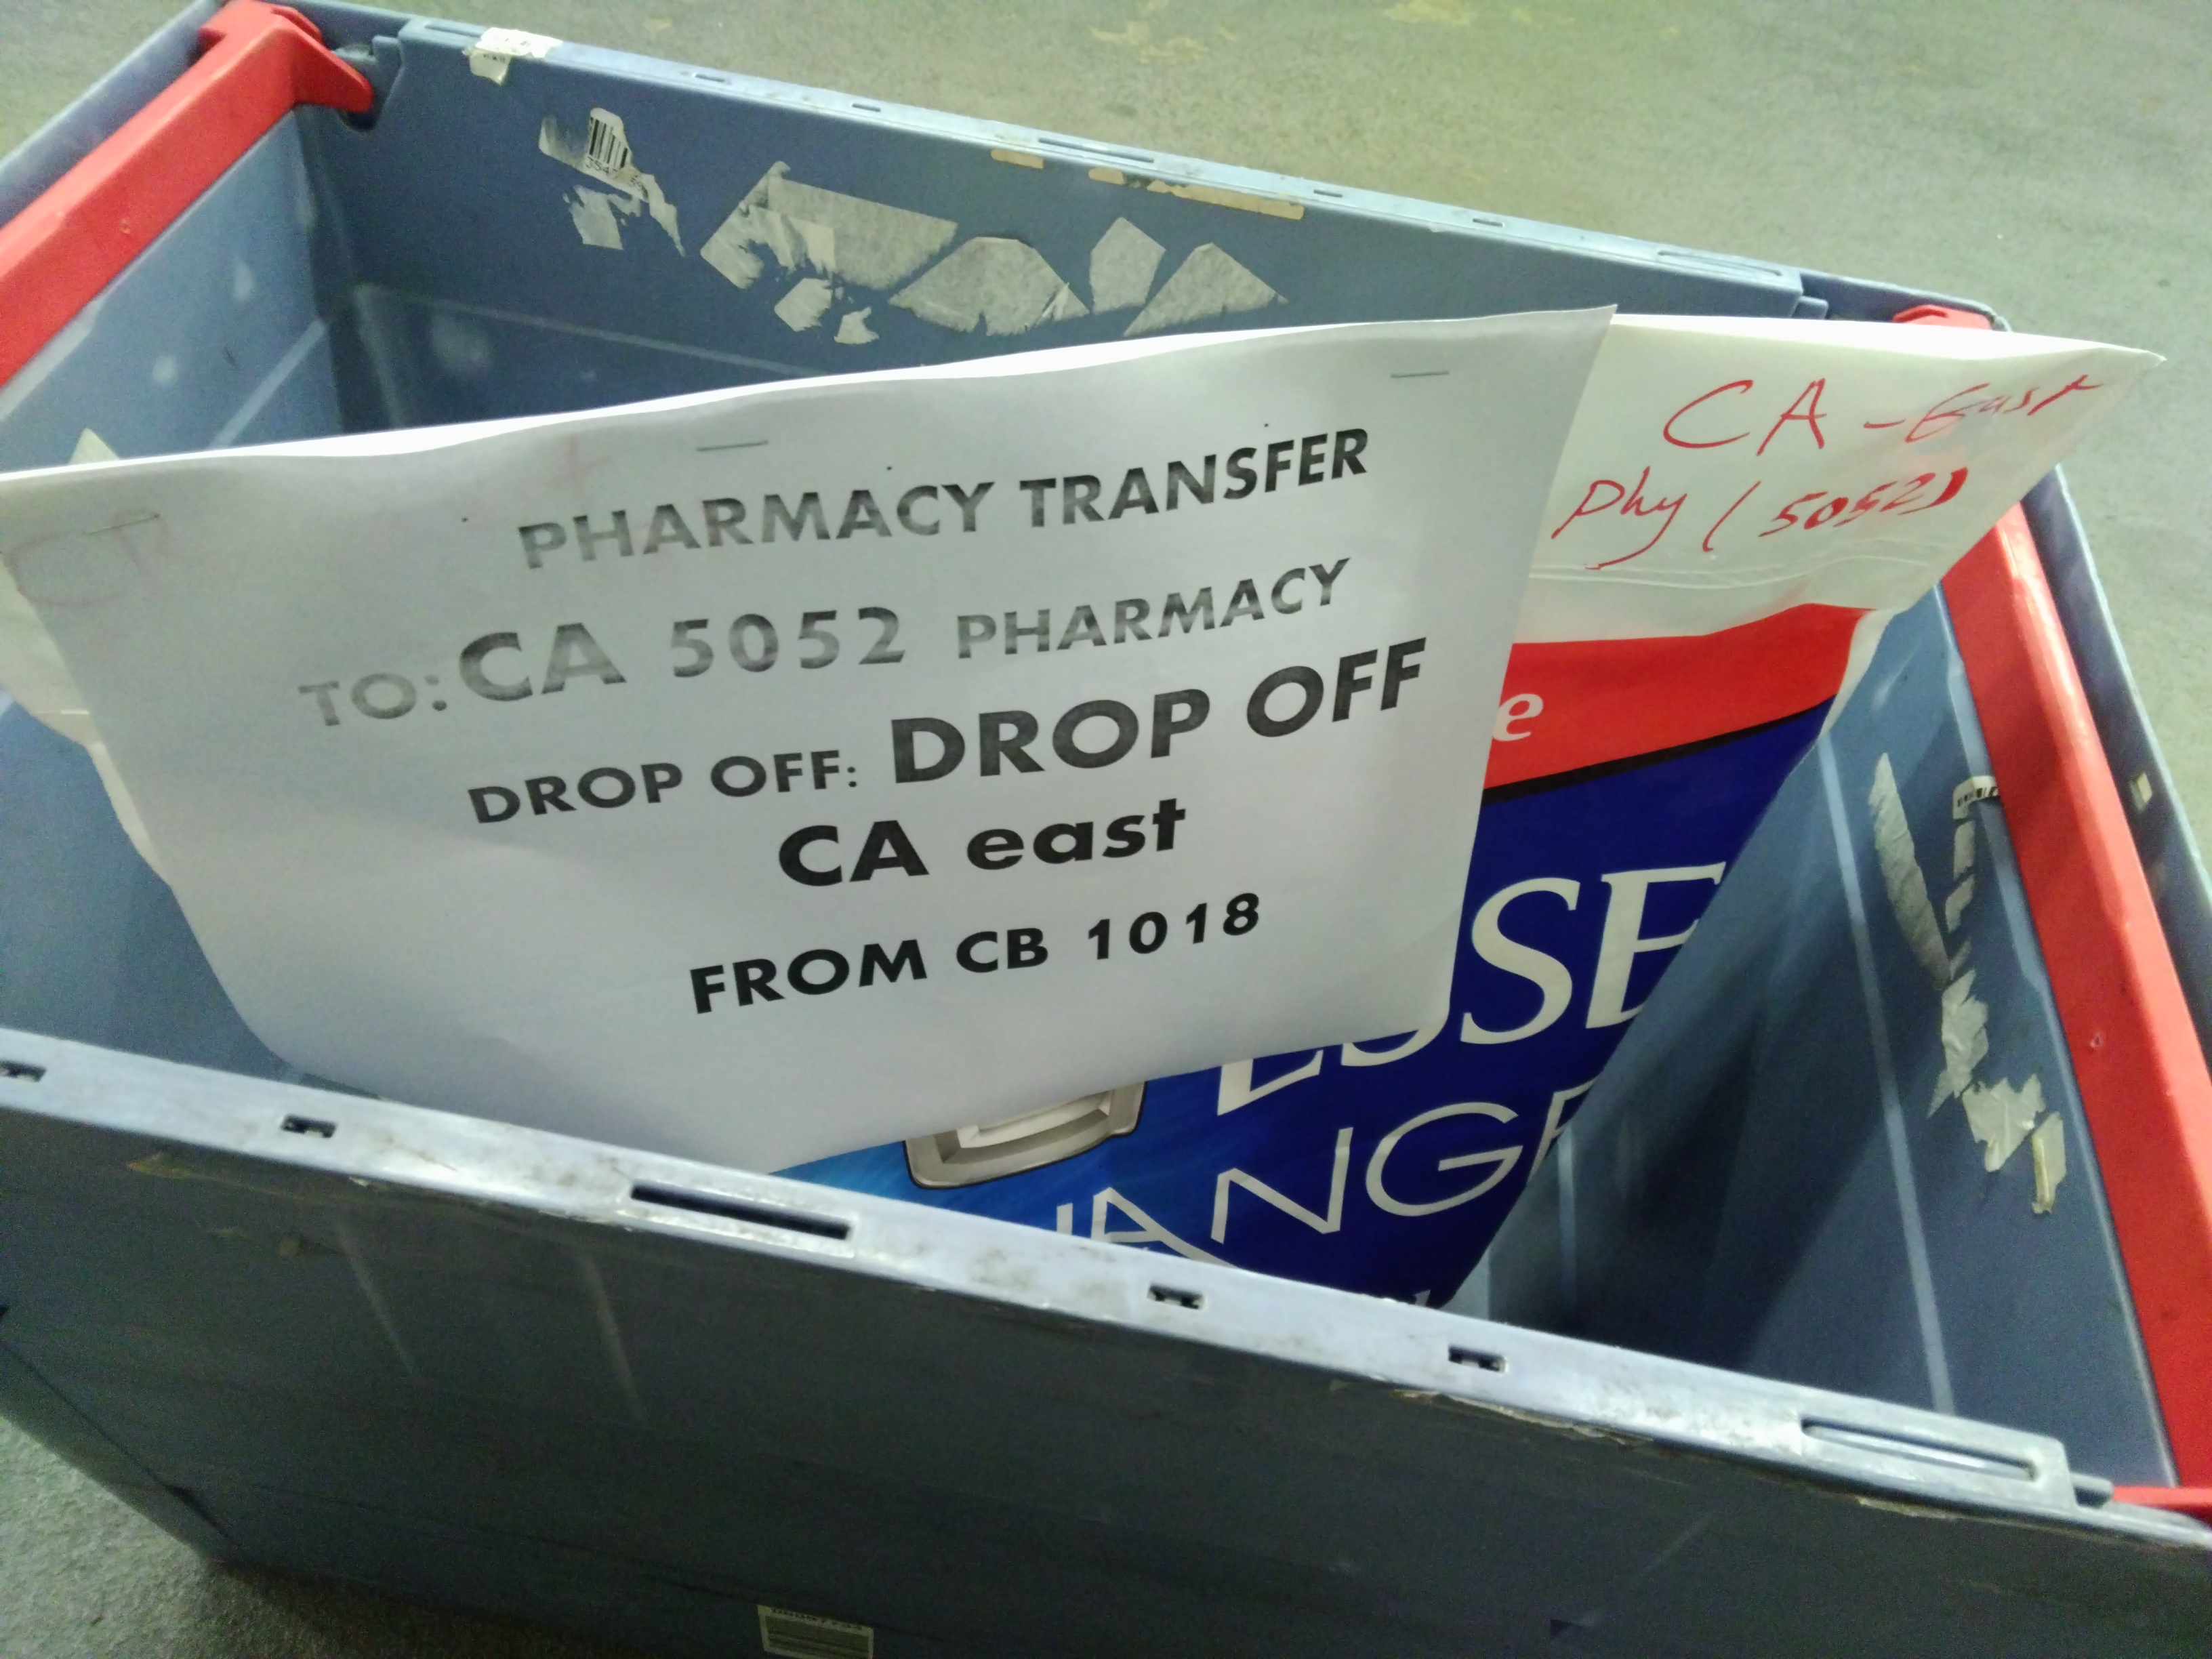 PHARMACY TRANSFER
TO: CA 5052 PHARMACY
DROP OFF: DROP OFF
CA east
FROM CB 1018
CA - East
Phy (5052)